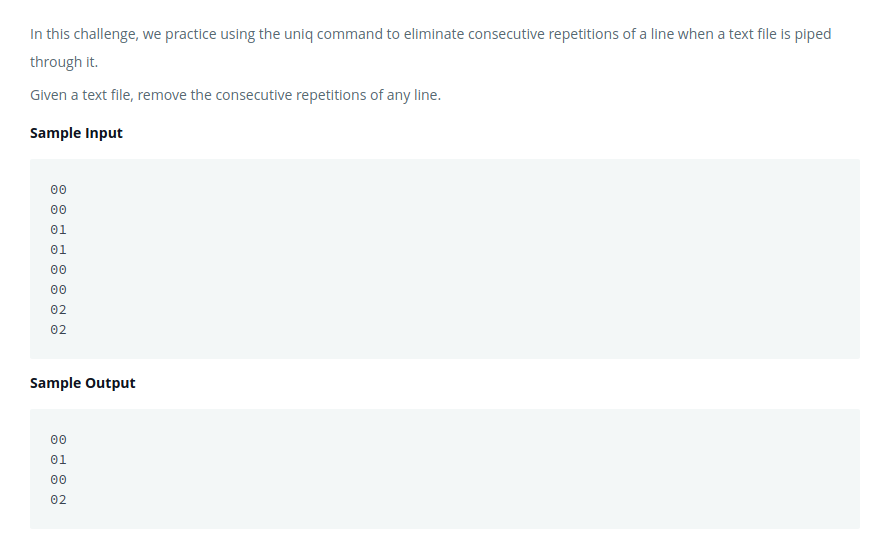 In this challenge, we practice using the uniq command to eliminate consecutive repetitions of a line when a text file is piped
through it.
Given a text file, remove the consecutive repetitions of any line.
Sample Input
00
00
01
01
00
00
02
02
Sample Output
00
01
00
02